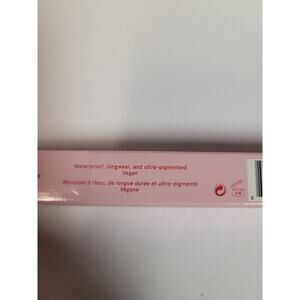 Waterproof, longwear, and ultra-pigmented
Vegan
Résistant à l'eau, de longue durée et ultra-pigmenté
Végane